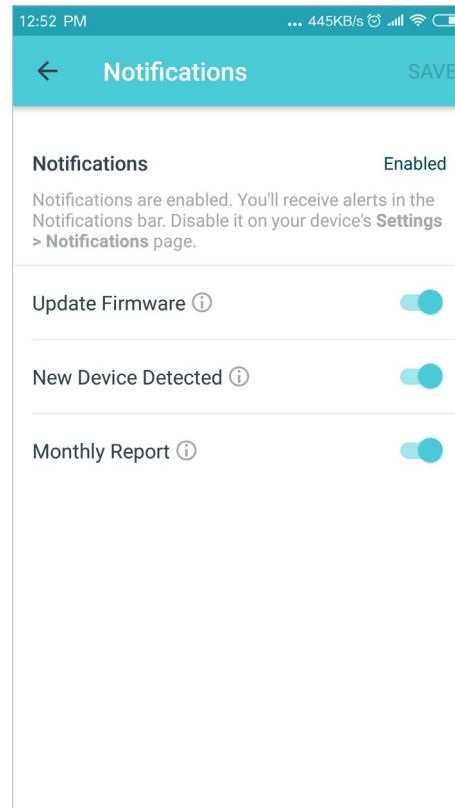 12:52 PM ... 445KB/s
Notifications SAVE
Notifications Enabled
Notifications are enabled. You'll receive alerts in the
Notifications bar. Disable it on your device's Settings
> Notifications page.
Update Firmware
New Device Detected
Monthly Report